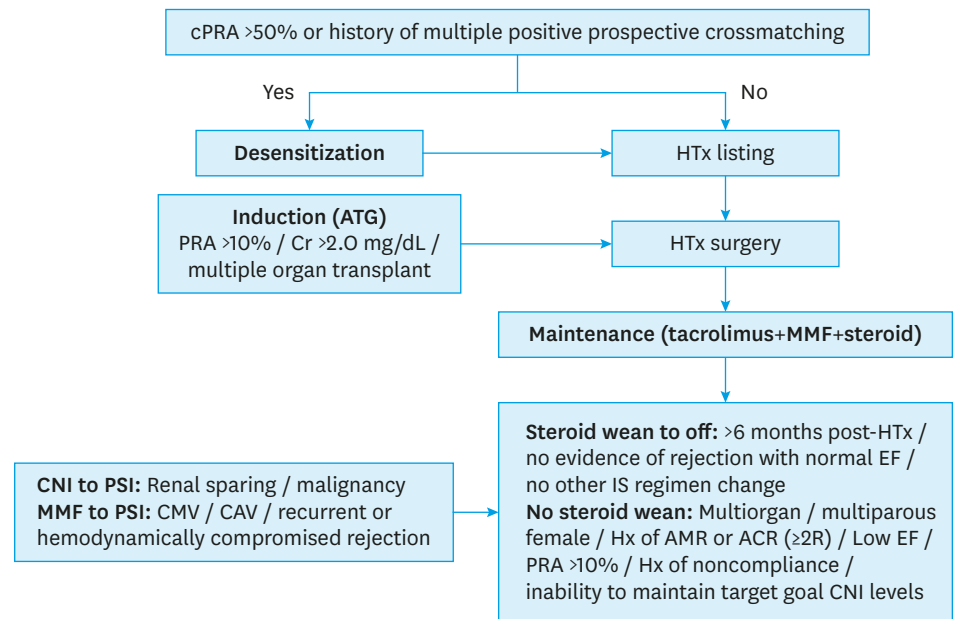 cPRA >50% or history of multiple positive prospective crossmatching
Yes
No
Desensitization
HTx listing
Induction (ATG)
PRA >10% / Cr >2.0 mg/dL /
multiple organ transplant
HTx surgery
Maintenance (tacrolimus+MMF+steroid)
CNI to PSI: Renal sparing / malignancy
MMF to PSI: CMV / CAV / recurrent or
hemodynamically compromised rejection
Steroid wean to off: >6 months post-HTx /
no evidence of rejection with normal EF /
no other IS regimen change
No steroid wean: Multiorgan / multiparous
female / Hx of AMR or ACR (≥2R) / Low EF /
PRA >10% / Hx of noncompliance /
inability to maintain target goal CNI levels